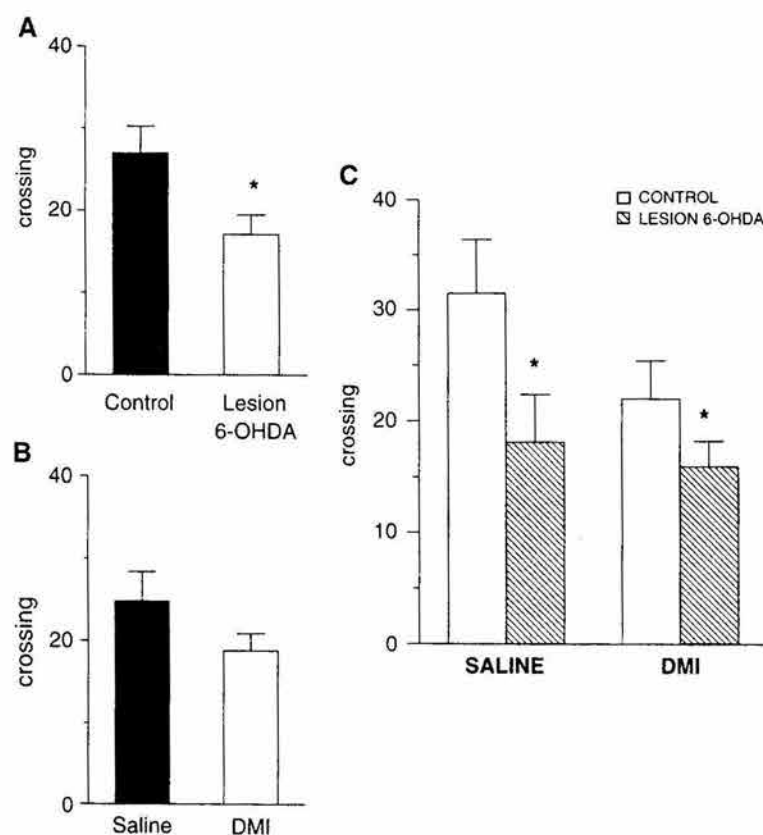 A
40
20
0
crossing
*
Control Lesion
6-OHDA
B
40
20
0
crossing
Saline DMI
C
40
30
20
10
0
crossing
CONTROL
LESION 6-OHDA
*
*
SALINE DMI